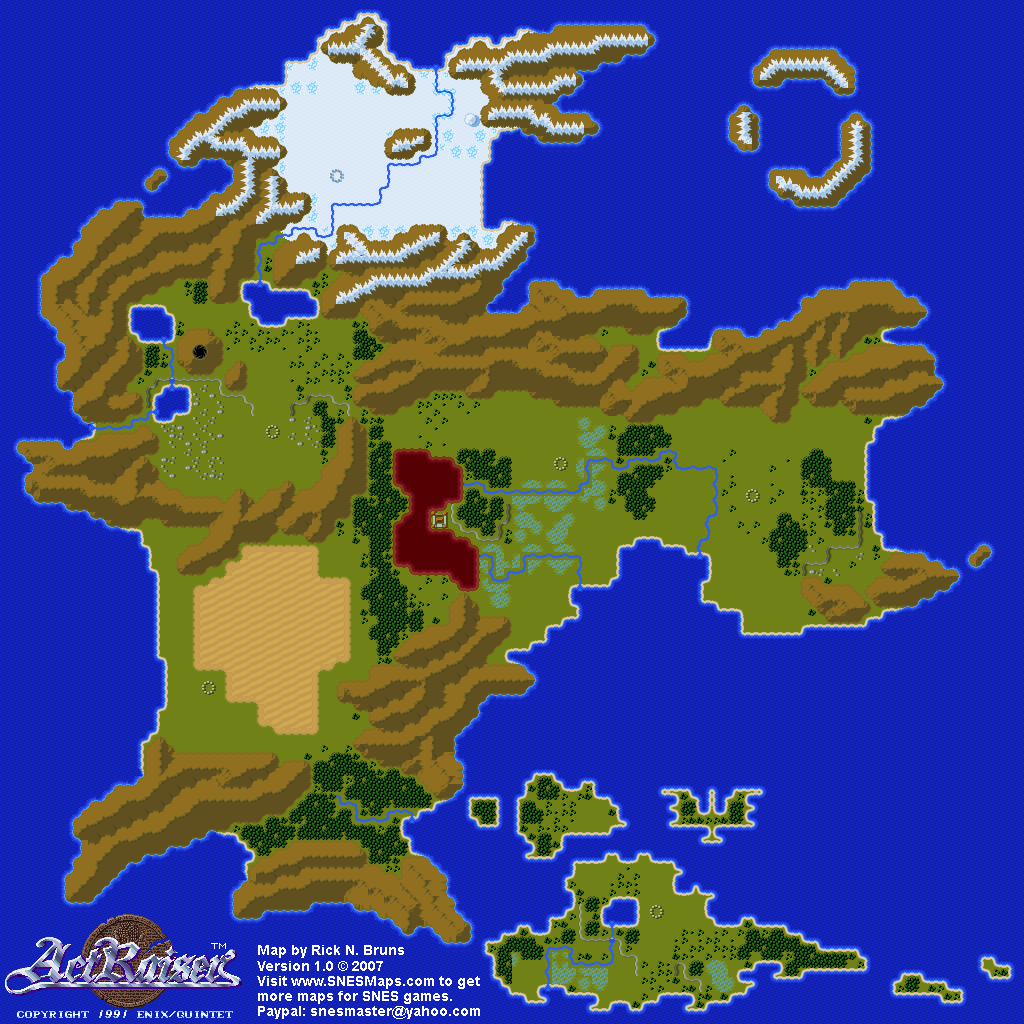 ActRaiser™
COPYRIGHT 1991 ENIX/QUINTET
Map by Rick N. Bruns
Version 1.0 © 2007
Visit www.SNESMaps.com to get
more maps for SNES games.
Paypal: snesmaster@yahoo.com